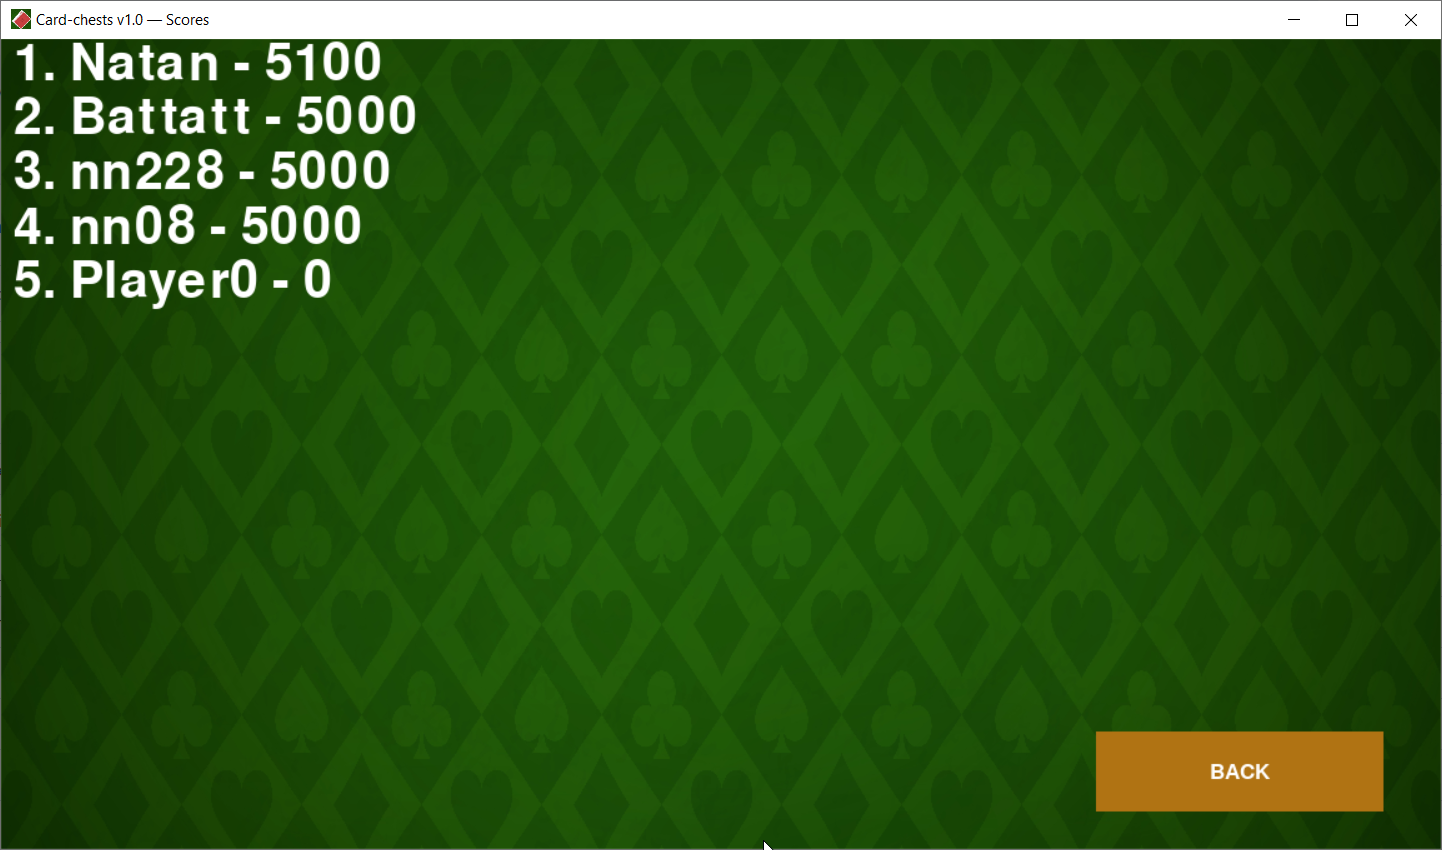 Card-chests v1.0 — Scores
1. Natan - 5100
2. Battatt - 5000
3. nn228 - 5000
4. nn08 - 5000
5. Player0 - 0
BACK